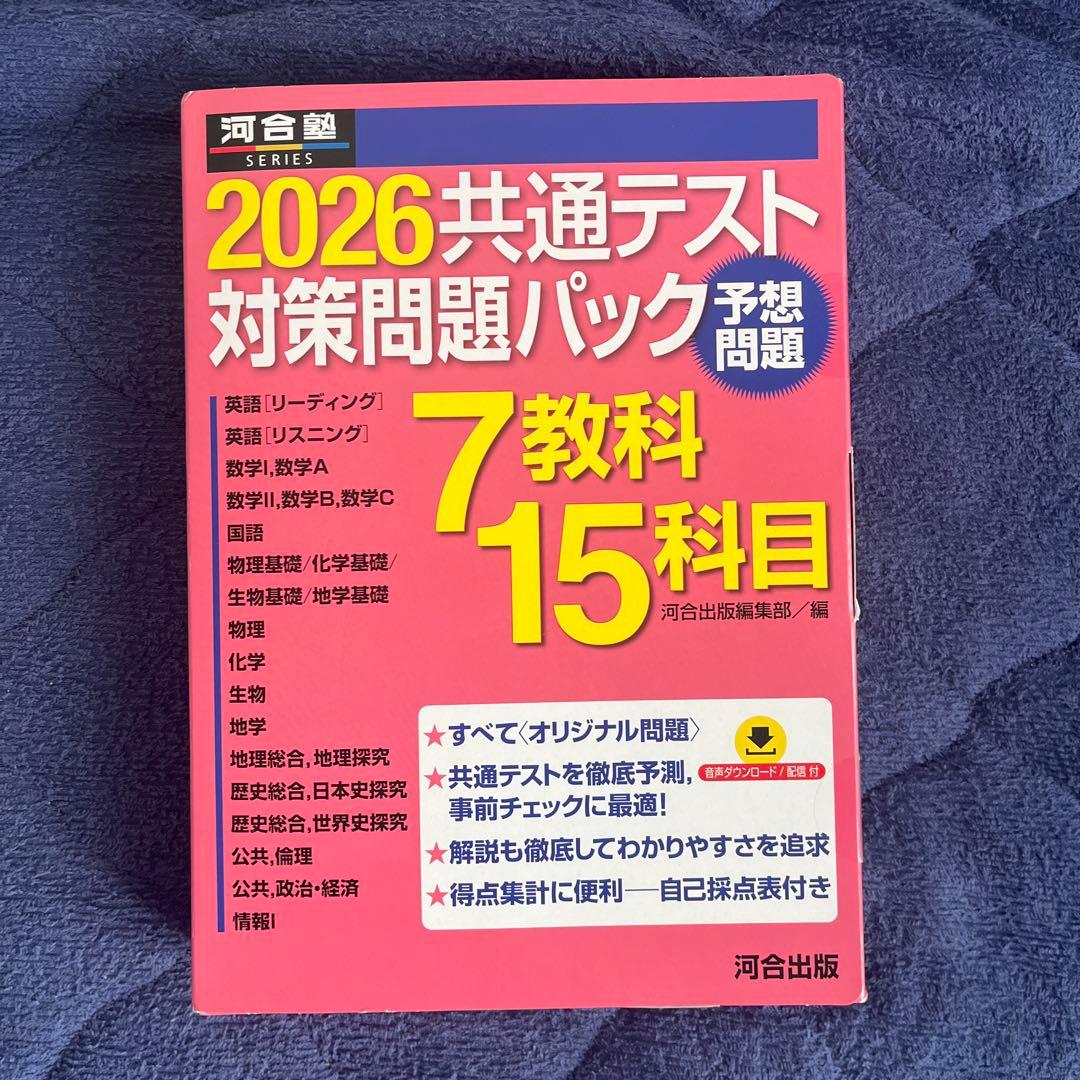 河合塾
SERIES
2026共通テスト
対策問題パック
予想
問題
7教科
15科目
河合出版編集部／編
英語［リーディング］
英語［リスニング］
数学I,数学A
数学II,数学B,数学C
国語
物理基礎/化学基礎/
生物基礎/地学基礎
物理
化学
生物
地学
地理総合,地理探究
歴史総合,日本史探究
歴史総合,世界史探究
公共,倫理
公共,政治・経済
情報I
★すべて〈オリジナル問題〉
音声ダウンロード/配信 付
★共通テストを徹底予測,
事前チェックに最適！
★解説も徹底してわかりやすさを追求
★得点集計に便利──自己採点表付き
河合出版